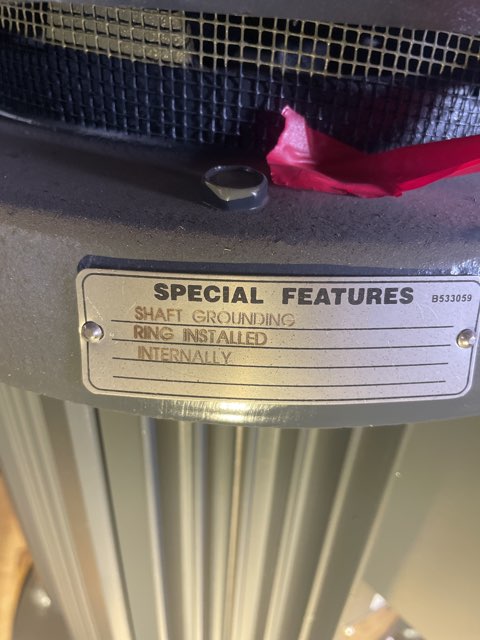 SPECIAL FEATURES B533059
SHAFT GROUNDING
RING INSTALLED
INTERNALLY